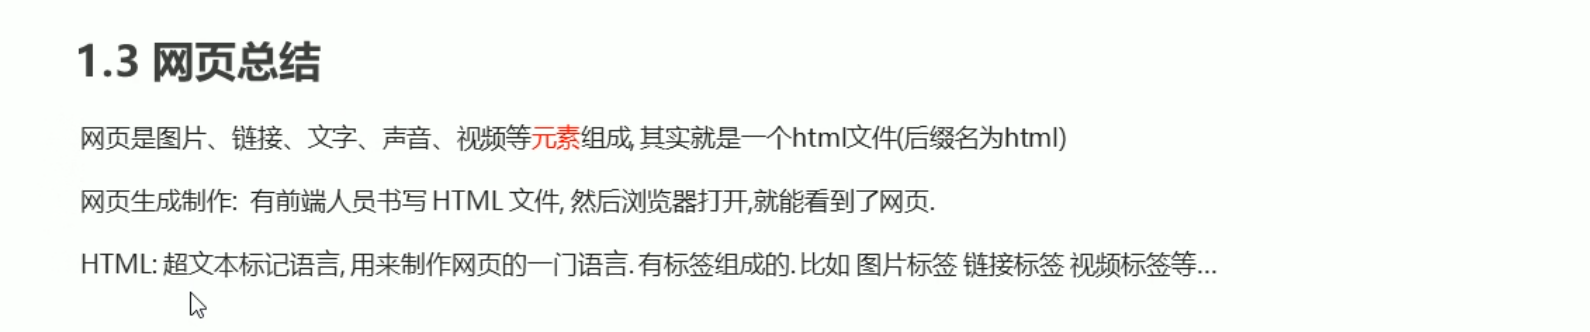 1.3 网页总结
网页是图片、链接、文字、声音、视频等元素组成, 其实就是一个html文件(后缀名为html)
网页生成制作: 有前端人员书写 HTML 文件, 然后浏览器打开,就能看到了网页.
HTML: 超文本标记语言, 用来制作网页的一门语言. 有标签组成的. 比如 图片标签 链接标签 视频标签等...